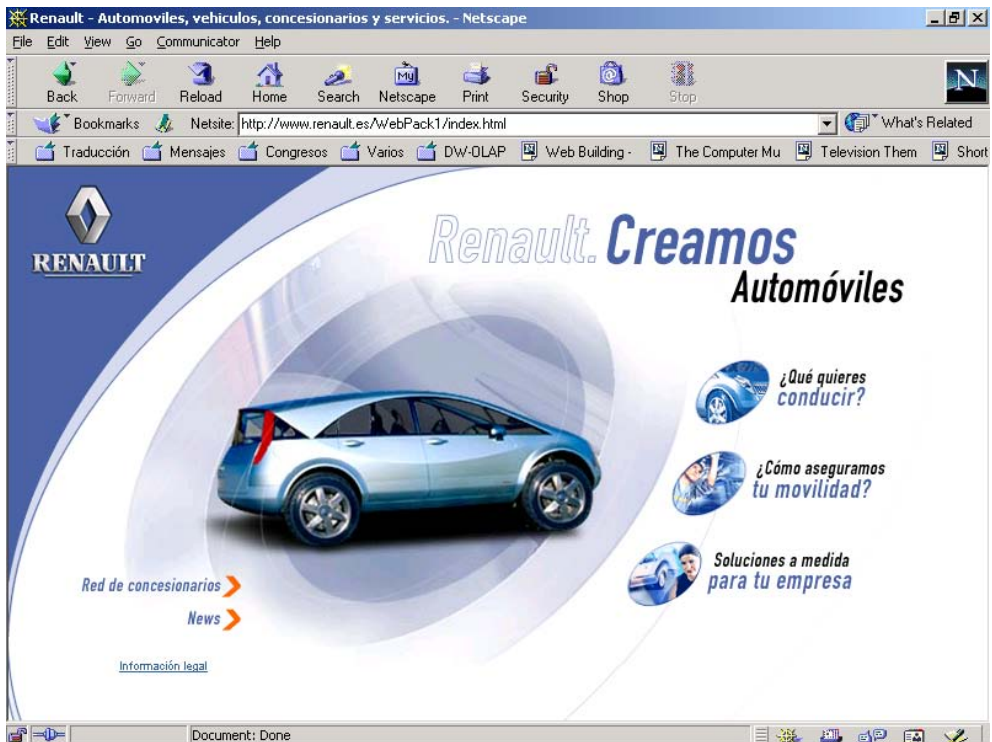 Renault - Automoviles, vehiculos, concesionarios y servicios. - Netscape
File Edit View Go Communicator Help
Back Forward Reload Home Search Netscape Print Security Shop Stop
My
N
Bookmarks Netsite: http://www.renault.es/WebPack1/index.html What's Related
Traducción Mensajes Congresos Varios DW-OLAP Web Building - The Computer Mu Television Them Short
RENAULT
Renault. Creamos
Automóviles
¿Qué quieres
conducir?
¿Cómo aseguramos
tu movilidad?
Soluciones a medida
para tu empresa
Red de concesionarios
News
Información legal
Document: Done